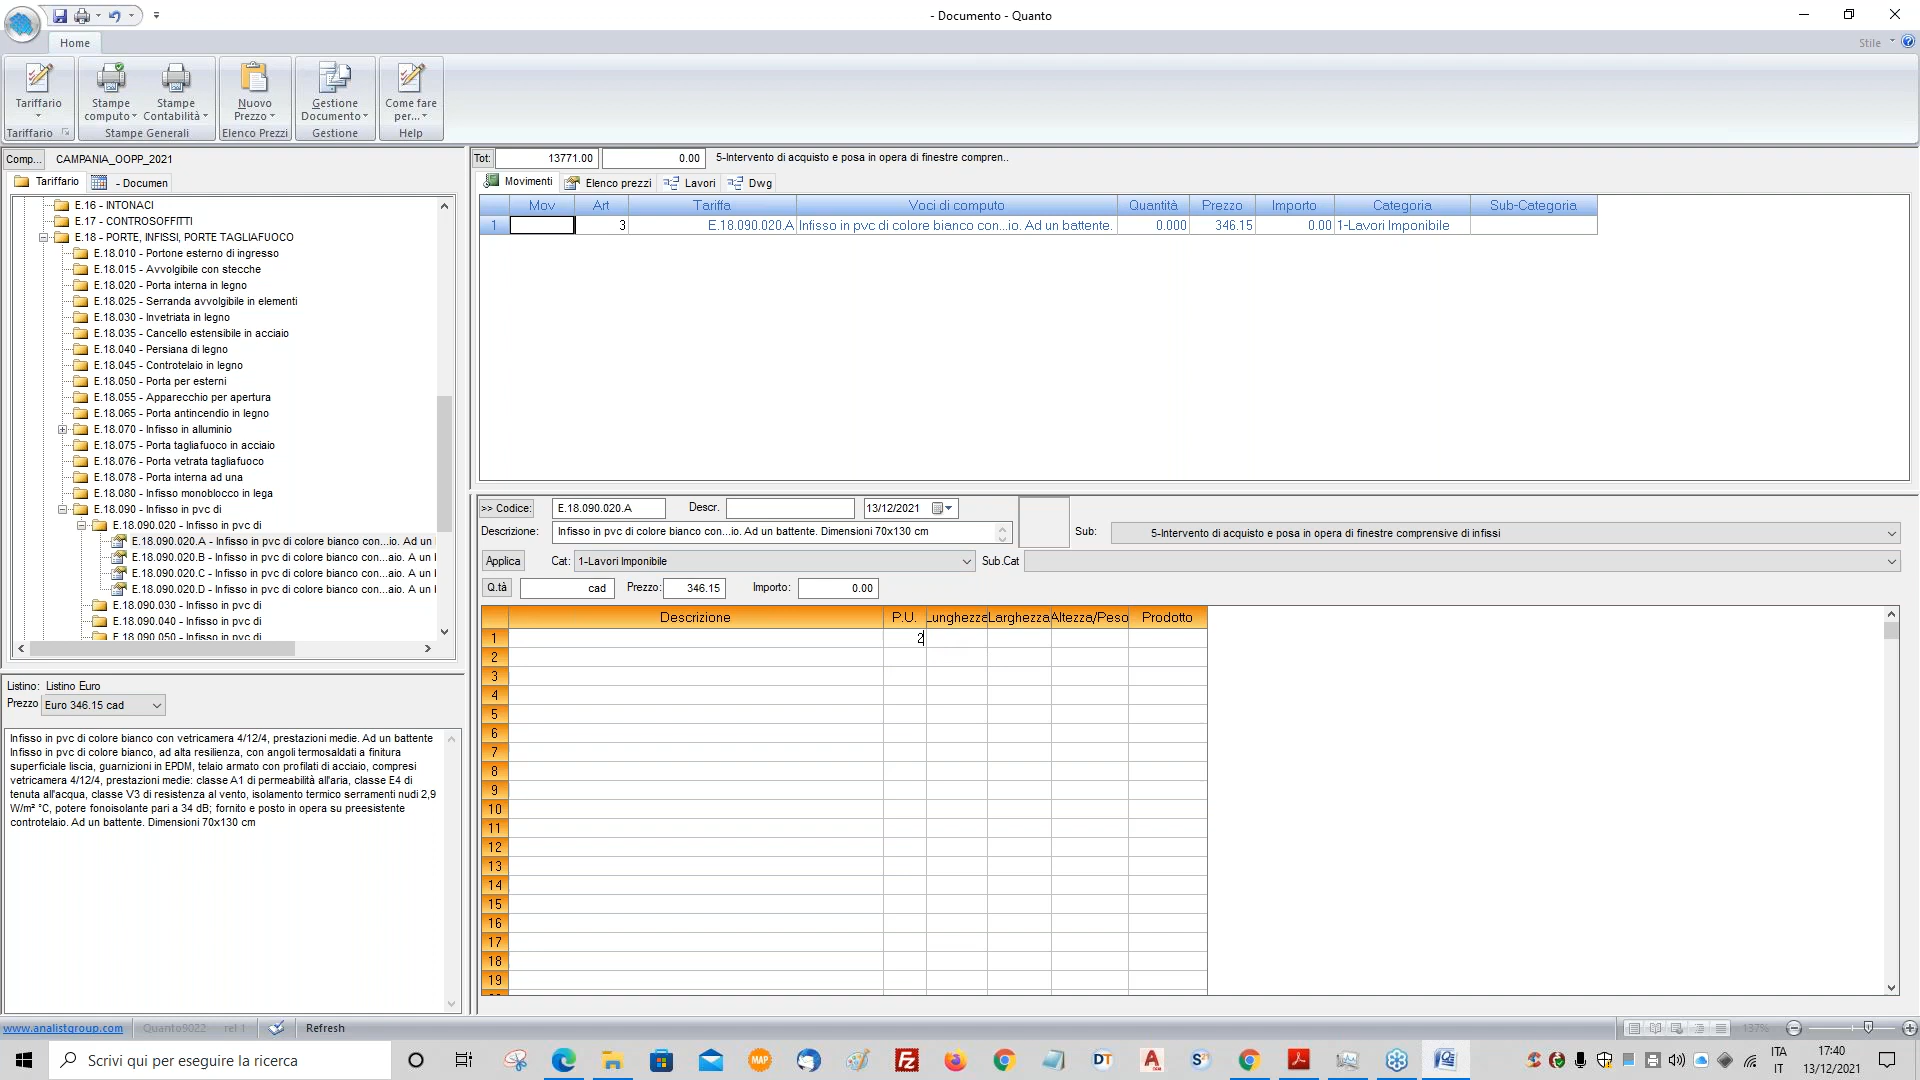 - Documento - Quanto
Home
Stile
Tariffario
Stampe computo
Stampe Contabilità
Nuovo Prezzo
Gestione Documento
Come fare per...
Tariffario
Stampe Generali
Elenco Prezzi
Gestione
Help
Comp...
CAMPANIA_OOPP_2021
Tariffario
- Documen
E.16 - INTONACI
E.17 - CONTROSOFFITTI
E.18 - PORTE, INFISSI, PORTE TAGLIAFUOCO
E.18.010 - Portone esterno di ingresso
E.18.015 - Avvolgibile con stecche
E.18.020 - Porta interna in legno
E.18.025 - Serranda avvolgibile in elementi
E.18.030 - Invetriata in legno
E.18.035 - Cancello estensibile in acciaio
E.18.040 - Persiana di legno
E.18.045 - Controtelaio in legno
E.18.050 - Porta per esterni
E.18.055 - Apparecchio per apertura
E.18.065 - Porta antincendio in legno
E.18.070 - Infisso in alluminio
E.18.075 - Porta tagliafuoco in acciaio
E.18.076 - Porta vetrata tagliafuoco
E.18.078 - Porta interna ad una
E.18.080 - Infisso monoblocco in lega
E.18.090 - Infisso in pvc di
E.18.090.020 - Infisso in pvc di
E.18.090.020.A - Infisso in pvc di colore bianco con...io. Ad un
E.18.090.020.B - Infisso in pvc di colore bianco con...aio. A un
E.18.090.020.C - Infisso in pvc di colore bianco con...aio. A un
E.18.090.020.D - Infisso in pvc di colore bianco con...aio. A un
E.18.090.030 - Infisso in pvc di
E.18.090.040 - Infisso in pvc di
E.18.090.050 - Infisso in pvc di
Listino: Listino Euro
Prezzo Euro 346.15 cad
Infisso in pvc di colore bianco con vetricamera 4/12/4, prestazioni medie. Ad un battente
Infisso in pvc di colore bianco, ad alta resilienza, con angoli termosaldati a finitura
superficiale liscia, guarnizioni in EPDM, telaio armato con profilati di acciaio, compresi
vetricamera 4/12/4, prestazioni medie: classe A1 di permeabilità all'aria, classe E4 di
tenuta all'acqua, classe V3 di resistenza al vento, isolamento termico serramenti nudi 2,9
W/m² °C, potere fonoisolante pari a 34 dB; fornito e posto in opera su preesistente
controtelaio. Ad un battente. Dimensioni 70x130 cm
Tot: 13771.00 0.00 5-Intervento di acquisto e posa in opera di finestre compren..
Movimenti Elenco prezzi Lavori Dwg
Mov Art Tariffa Voci di computo Quantità Prezzo Importo Categoria Sub-Categoria
1 3 E.18.090.020.A Infisso in pvc di colore bianco con...io. Ad un battente. 0.000 346.15 0.00 1-Lavori Imponibile
>> Codice: E.18.090.020.A Descr. 13/12/2021
Descrizione: Infisso in pvc di colore bianco con...io. Ad un battente. Dimensioni 70x130 cm
Sub: 5-Intervento di acquisto e posa in opera di finestre comprensive di infissi
Applica Cat: 1-Lavori Imponibile Sub.Cat
Q.tà cad Prezzo: 346.15 Importo: 0.00
Descrizione P.U. Lunghezza Larghezza Altezza/Peso Prodotto
1 2
2
3
4
5
6
7
8
9
10
11
12
13
14
15
16
17
18
19
www.analistgroup.com Quanto9022 rel 1 Refresh
137%
Scrivi qui per eseguire la ricerca
MAP
Fz
DT
A
S
ITA
IT
17:40
13/12/2021